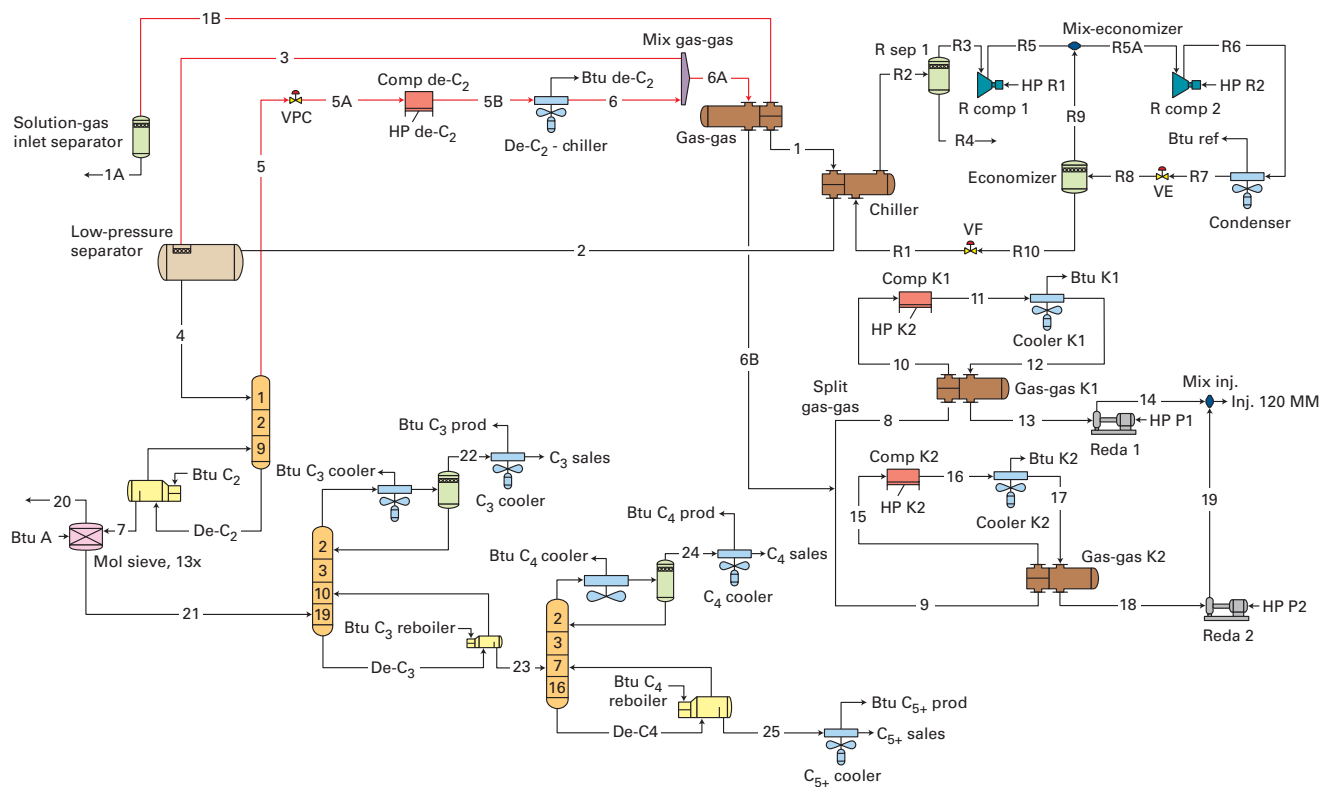 1B
Mix gas-gas
Mix-economizer
3
6A
R sep 1
R3
R5
R5A
R6
R2
HP R1
HP R2
R comp 1
R comp 2
Comp de-C2
Btu de-C2
5A
5B
6
VPC
HP de-C2
De-C2 - chiller
Gas-gas
Solution-gas
inlet separator
1A
5
1
R4
R9
Btu ref
Economizer
R8
R7
VE
Condenser
Chiller
Low-pressure
separator
2
VF
R1
R10
4
6B
Comp K1
11
Btu K1
HP K2
Cooler K1
10
12
Gas-gas K1
Split
gas-gas
8
13
14
Mix inj.
Inj. 120 MM
HP P1
Reda 1
1
2
9
Btu C3 prod
22
C3 sales
C3 cooler
Btu C3 cooler
Btu C2
20
7
De-C2
Btu A
Mol sieve, 13x
Comp K2
16
Btu K2
HP K2
Cooler K2
15
17
19
Gas-gas K2
9
18
HP P2
Reda 2
2
3
10
19
Btu C4 prod
24
C4 sales
C4 cooler
Btu C4 cooler
21
Btu C3 reboiler
De-C3
23
2
3
7
16
Btu C4
reboiler
De-C4
25
Btu C5+ prod
C5+ sales
C5+ cooler